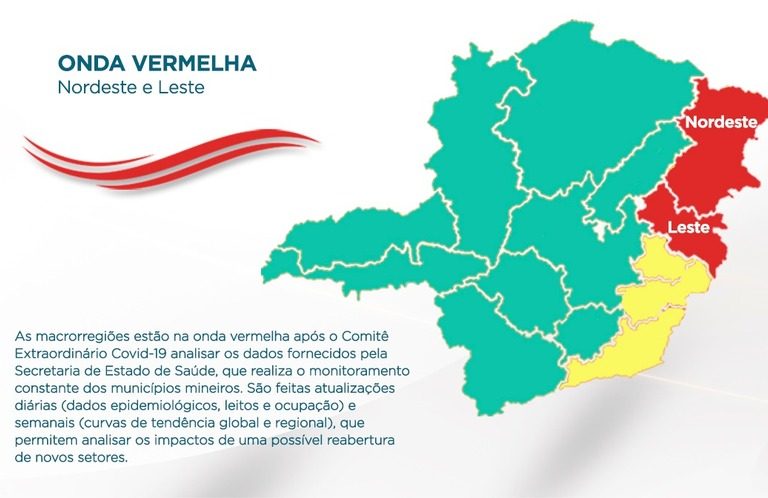 ONDA VERMELHA
Nordeste e Leste
Nordeste
Leste
As macrorregiões estão na onda vermelha após o Comitê
Extraordinário Covid-19 analisar os dados fornecidos pela
Secretaria de Estado de Saúde, que realiza o monitoramento
constante dos municípios mineiros. São feitas atualizações
diárias (dados epidemiológicos, leitos e ocupação) e
semanais (curvas de tendência global e regional), que
permitem analisar os impactos de uma possível reabertura
de novos setores.